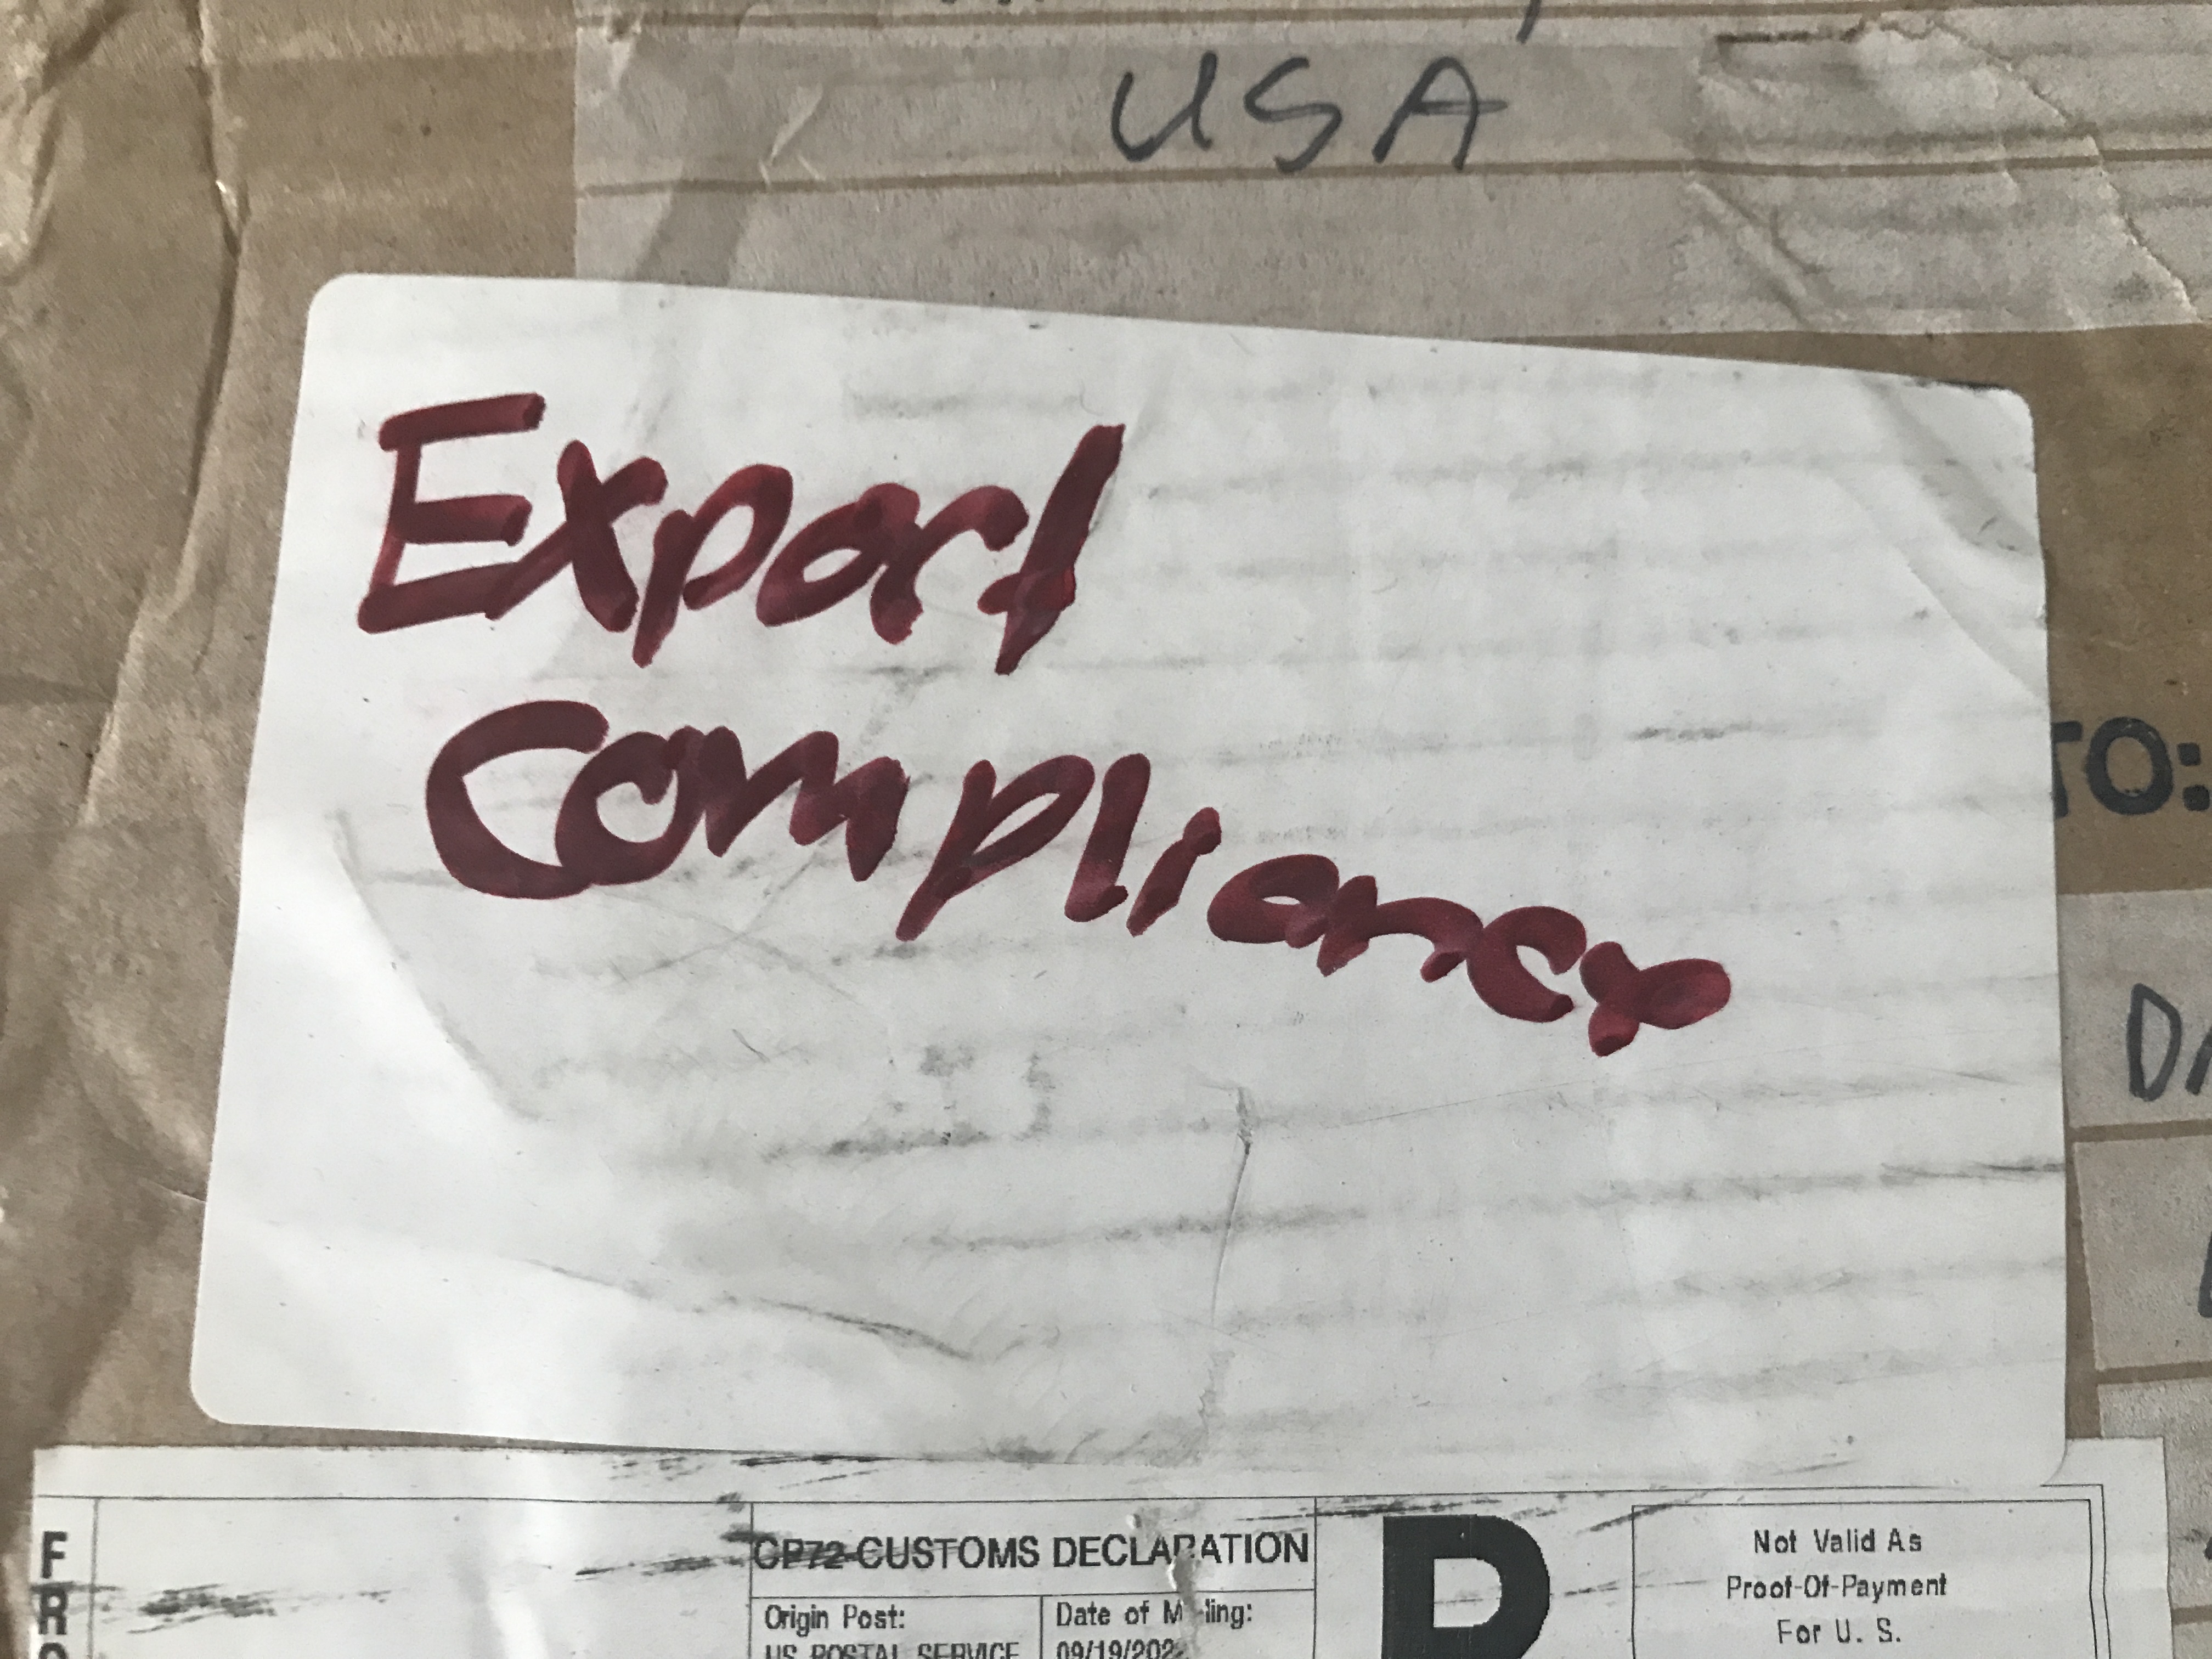 USA
Export
Compliance
TO:
CP72 CUSTOMS DECLARATION
Not Valid As
Proof-Of-Payment
For U. S.
Origin Post:
Date of Mailing:
US POSTAL SERVICE
P